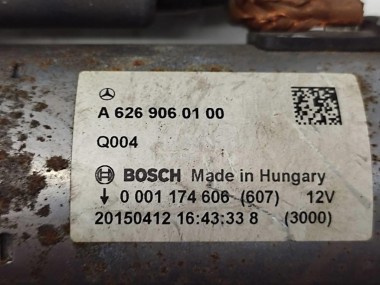 A 626 906 01 00
Q004
BOSCH Made in Hungary
0 001 174 606 (607) 12V
20150412 16:43:33 8 (3000)